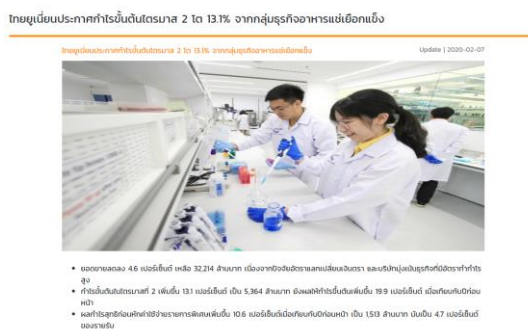 ไทยยูเนี่ยนประกาศกำไรขั้นต้นไตรมาส 2 โต 13.1% จากกลุ่มธุรกิจอาหารแช่เยือกแข็ง
ไทยยูเนี่ยนประกาศกำไรขั้นต้นไตรมาส 2 โต 13.1% จากกลุ่มธุรกิจอาหารแช่เยือกแข็ง
Update | 2020-02-07
• ยอดขายลดลง 4.6 เปอร์เซ็นต์ เหลือ 32,214 ล้านบาท เนื่องจากปัจจัยอัตราแลกเปลี่ยนเงินตรา และบริษัทมุ่งเน้นธุรกิจที่มีอัตราทำกำไร
สูง
• กำไรขั้นต้นไตรมาสที่ 2 เพิ่มขึ้น 13.1 เปอร์เซ็นต์ เป็น 5,364 ล้านบาท ยังผลให้กำไรขั้นต้นเพิ่มขึ้น 19.9 เปอร์เซ็นต์ เมื่อเทียบกับปีก่อน
หน้า
• ผลกำไรสุทธิก่อนหักค่าใช้จ่ายรายการพิเศษเพิ่มขึ้น 10.6 เปอร์เซ็นต์เมื่อเทียบกับปีก่อนหน้า เป็น 1,513 ล้านบาท นับเป็น 4.7 เปอร์เซ็นต์
ของรายรับ